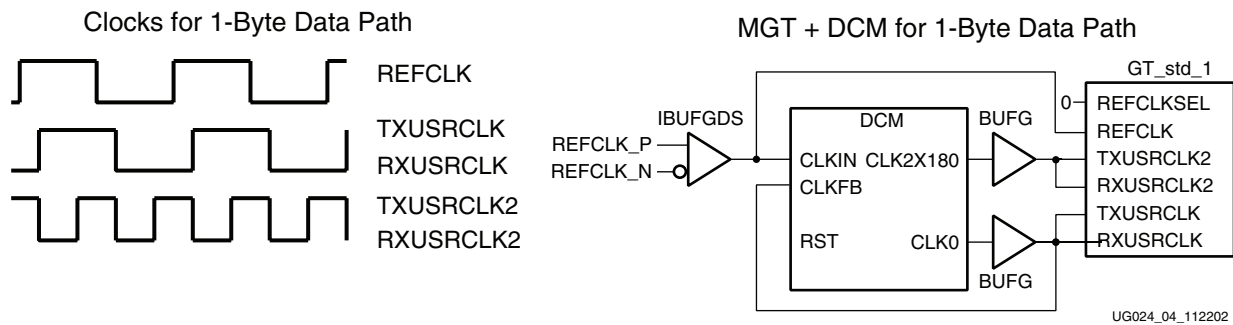 Clocks for 1-Byte Data Path
REFCLK
TXUSRCLK
RXUSRCLK
TXUSRCLK2
RXUSRCLK2
MGT + DCM for 1-Byte Data Path
GT_std_1
IBUFGDS
REFCLK_P
REFCLK_N
DCM
CLKIN
CLK2X180
CLKFB
RST
CLK0
BUFG
BUFG
0
REFCLKSEL
REFCLK
TXUSRCLK2
RXUSRCLK2
TXUSRCLK
RXUSRCLK
UG024_04_112202